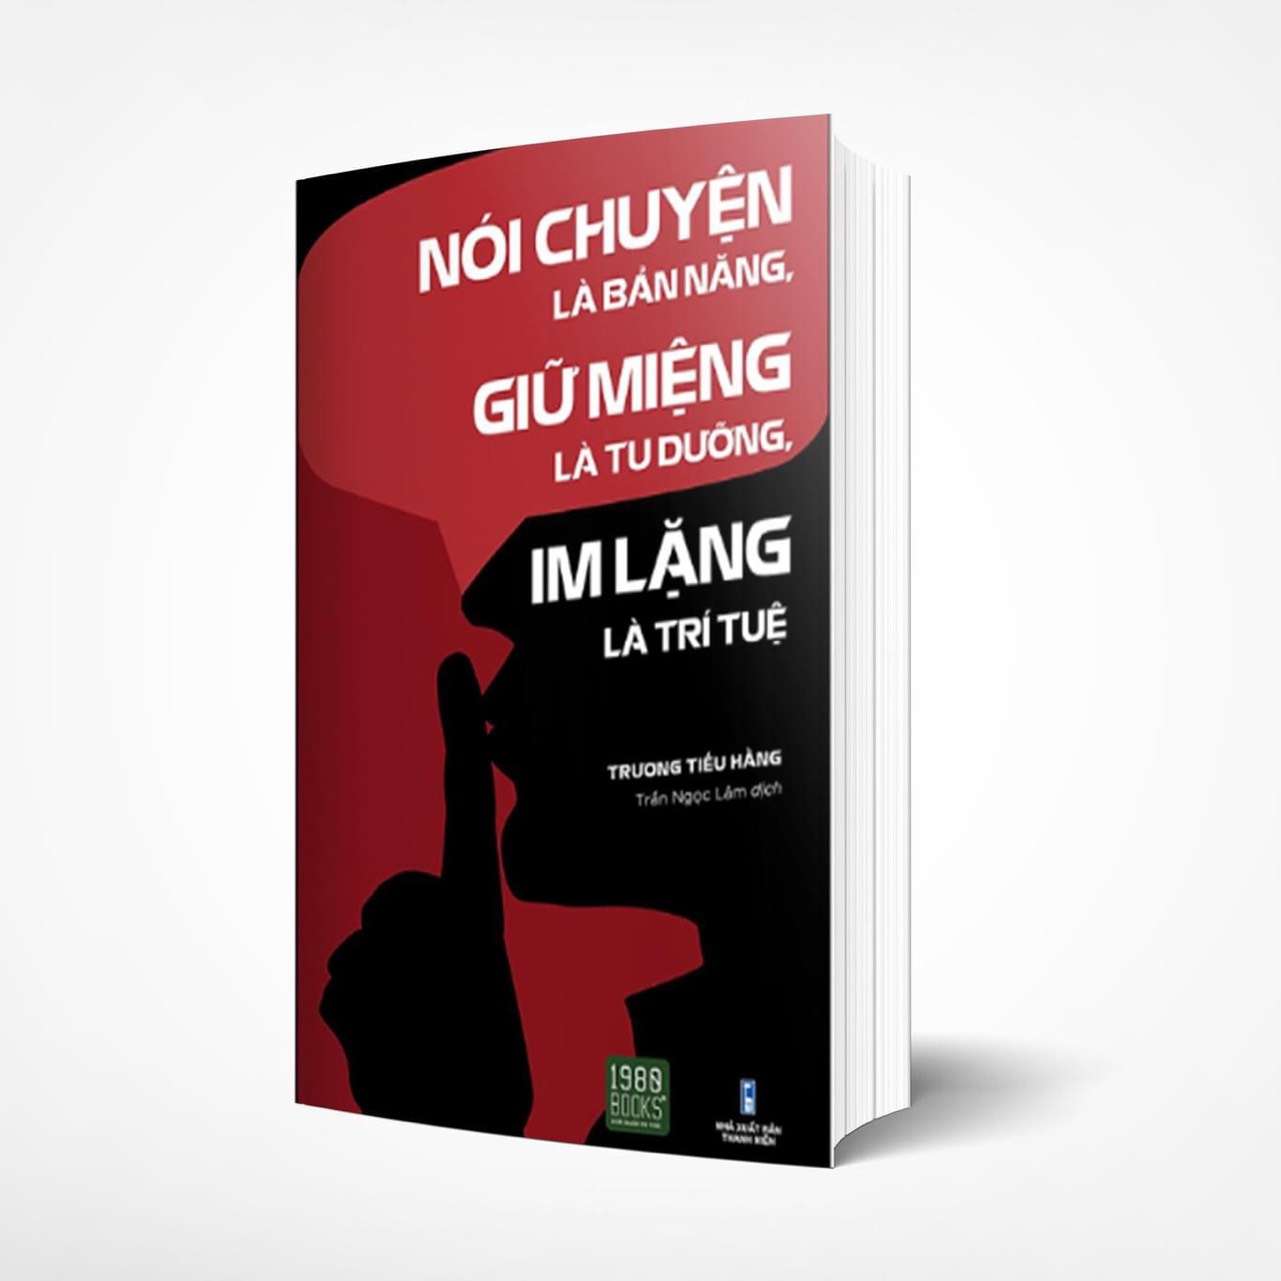 NÓI CHUYỆN
LÀ BẢN NĂNG,
GIỮ MIỆNG
LÀ TU DƯỠNG,
IM LẶNG
LÀ TRÍ TUỆ
TRƯƠNG TIẾU HẰNG
Trần Ngọc Lâm dịch
1980
BOOKS
NHÀ XUẤT BẢN
THANH NIÊN